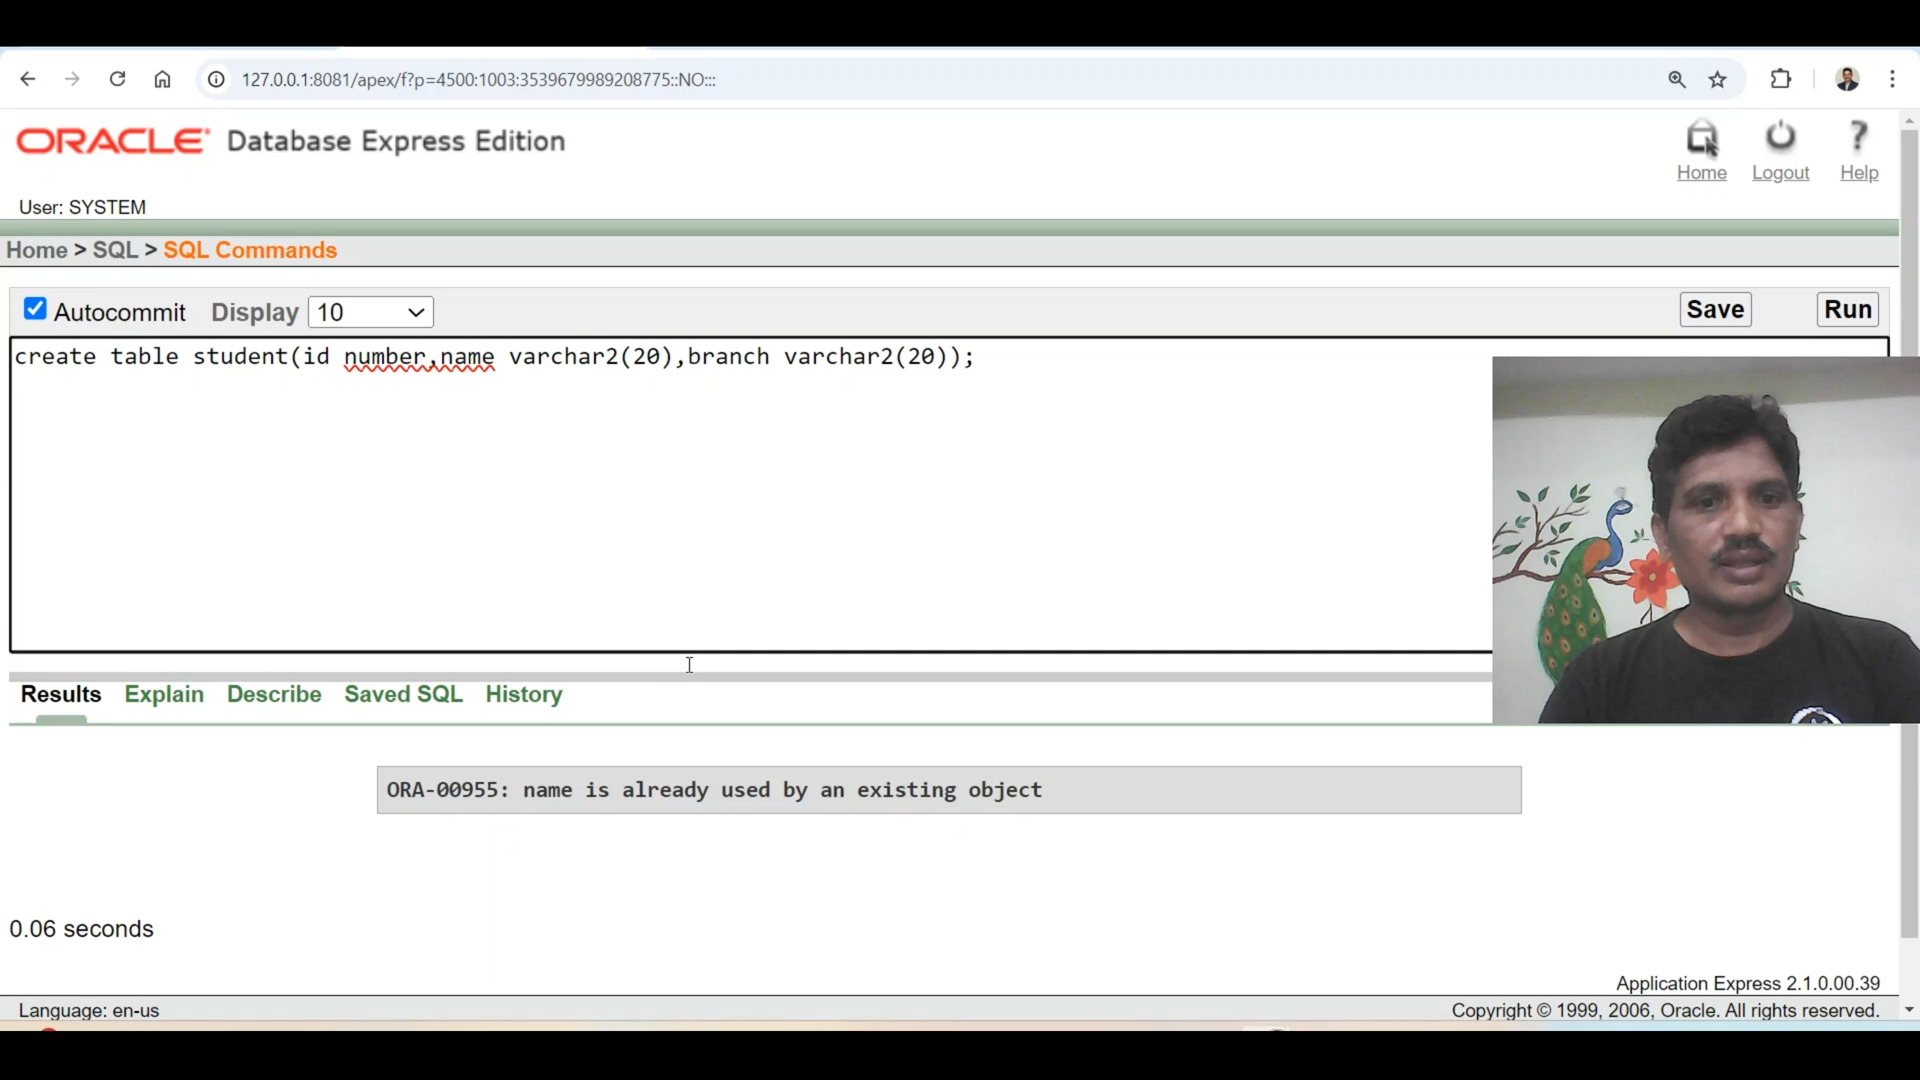 127.0.0.1:8081/apex/f?p=4500:1003:3539679989208775::NO:::
ORACLE Database Express Edition
Home Logout Help
User: SYSTEM
Home > SQL > SQL Commands
Autocommit Display 10 Save Run
create table student(id number,name varchar2(20),branch varchar2(20));
Results Explain Describe Saved SQL History
ORA-00955: name is already used by an existing object
0.06 seconds
Application Express 2.1.0.00.39
Language: en-us Copyright © 1999, 2006, Oracle. All rights reserved.